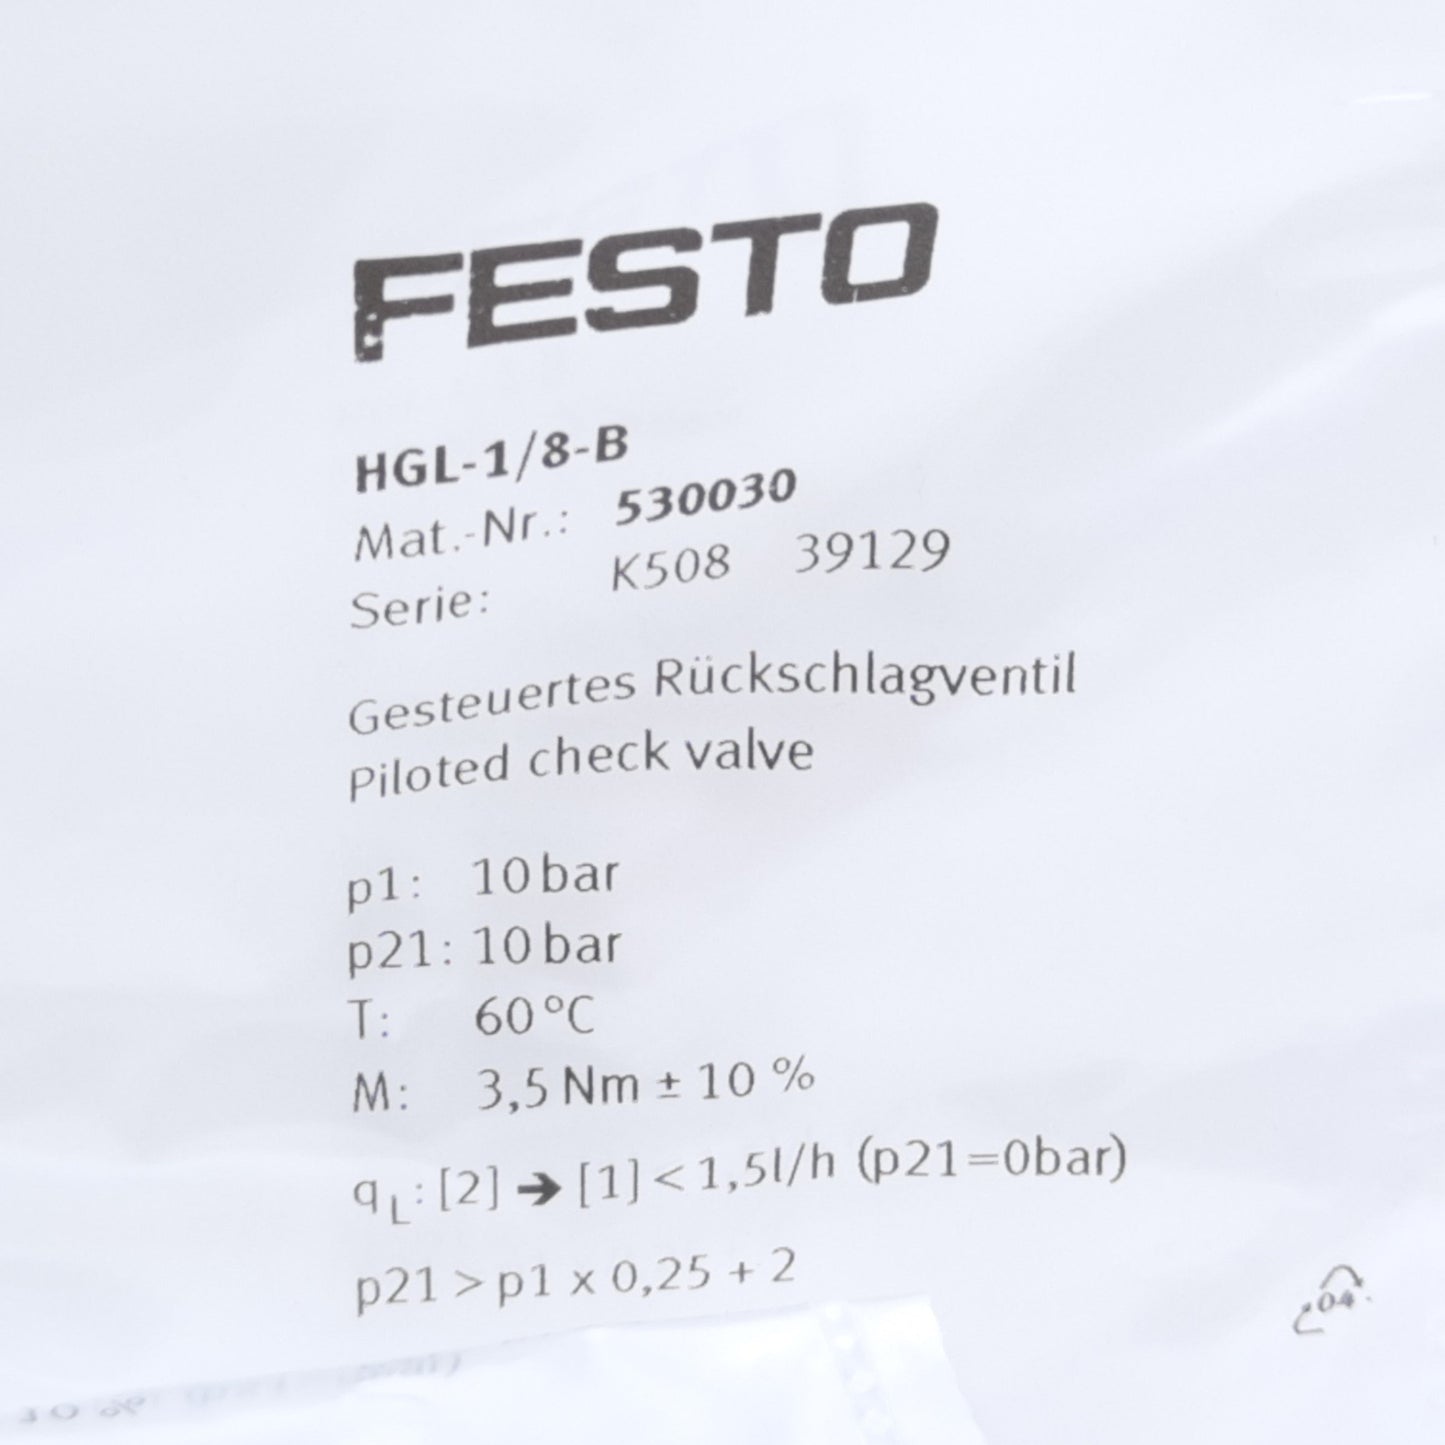 FESTO
HGL-1/8-B
Mat.-Nr.: 530030
Serie: K508 39129
Gesteuertes Rückschlagventil
Piloted check valve
p1: 10 bar
p21: 10 bar
T: 60 °C
M: 3,5 Nm ± 10 %
qL: [2] ➔ [1] < 1,5l/h (p21=0bar)
p21 > p1 x 0,25 + 2
04